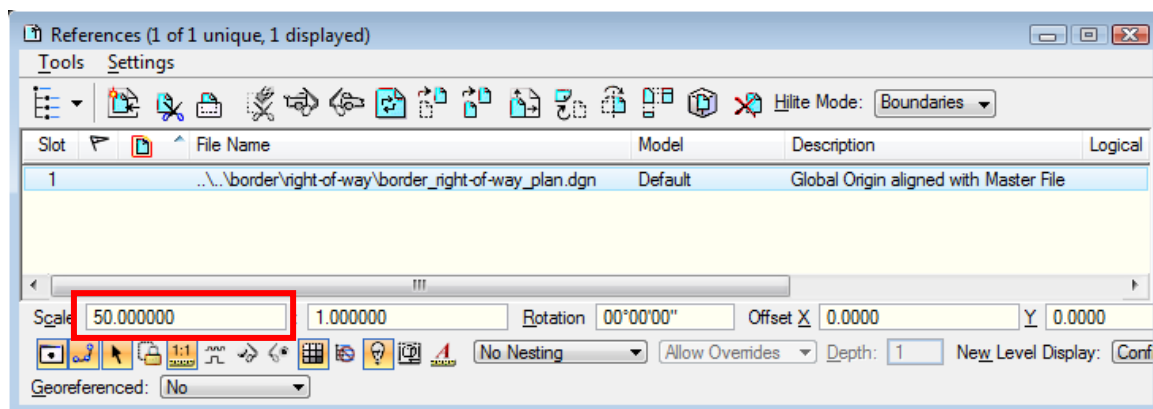 References (1 of 1 unique, 1 displayed)
Tools Settings
Hilite Mode: Boundaries
Slot File Name Model Description Logical
1 ..\..\border\right-of-way\border_right-of-way_plan.dgn Default Global Origin aligned with Master File
Scale 50.000000 : 1.000000 Rotation 00°00'00" Offset X 0.0000 Y 0.0000
1:1 No Nesting Allow Overrides Depth: 1 New Level Display: Conf
Georeferenced: No